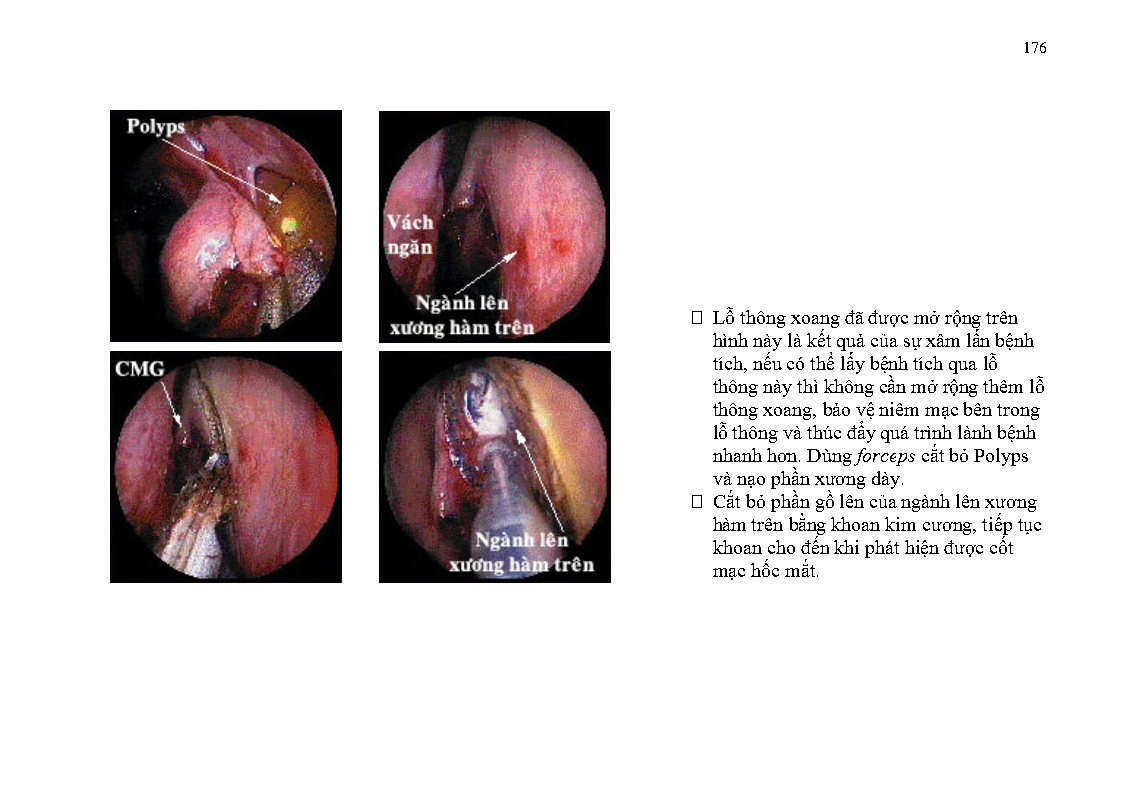 176
Polyps
Vách
ngăn
Ngành lên
xương hàm trên
CMG
Ngành lên
xương hàm trên
□ Lỗ thông xoang đã được mở rộng trên
hình này là kết quả của sự xâm lấn bệnh
tích, nếu có thể lấy bệnh tích qua lỗ
thông này thì không cần mở rộng thêm lỗ
thông xoang, bảo vệ niêm mạc bên trong
lỗ thông và thúc đẩy quá trình lành bệnh
nhanh hơn. Dùng forceps cắt bỏ Polyps
và nạo phần xương dày.
□ Cắt bỏ phần gồ lên của ngành lên xương
hàm trên bằng khoan kim cương, tiếp tục
khoan cho đến khi phát hiện được cốt
mạc hốc mắt.